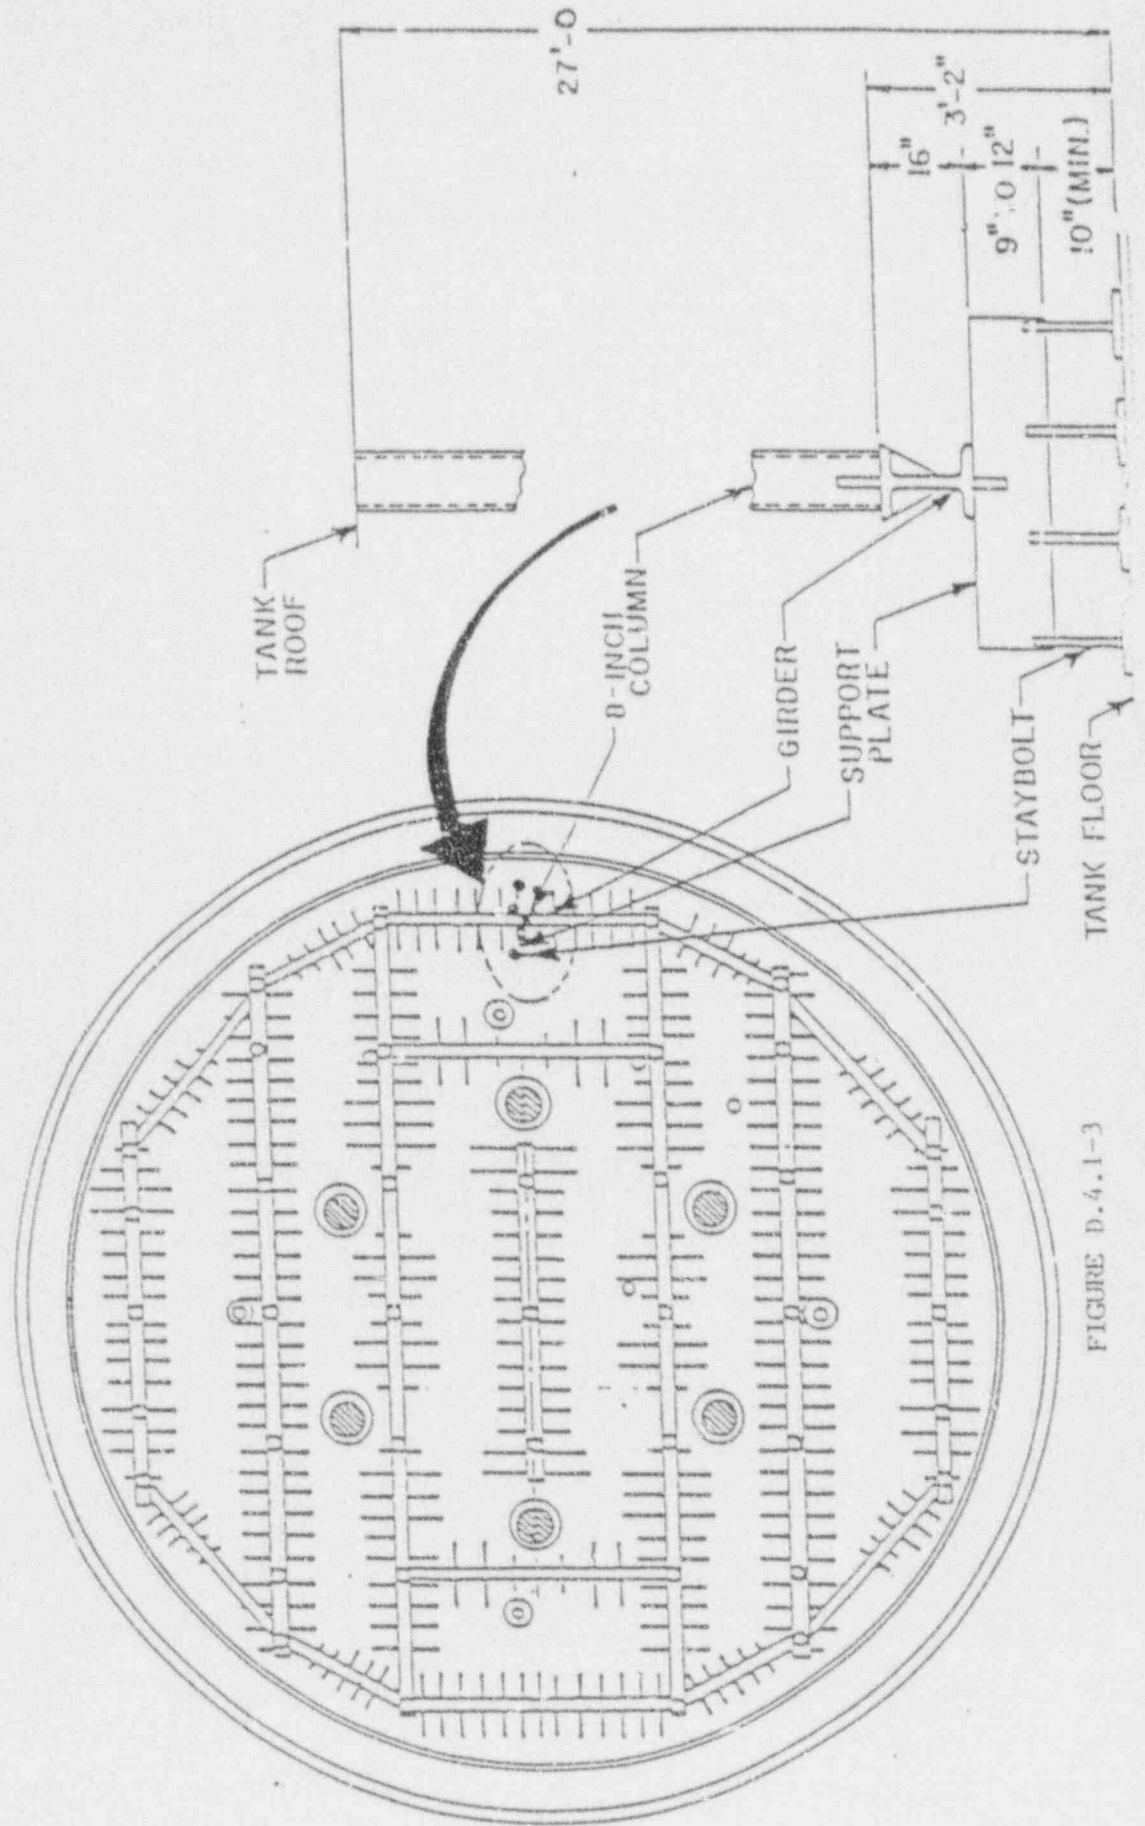 27'-0
3'-2"
16"
9" 0 12"
10" (MIN.)
TANK
ROOF
8-INCH
COLUMN
GIRDER
SUPPORT
PLATE
STAYBOLT
TANK FLOOR
FIGURE D.4.1-3